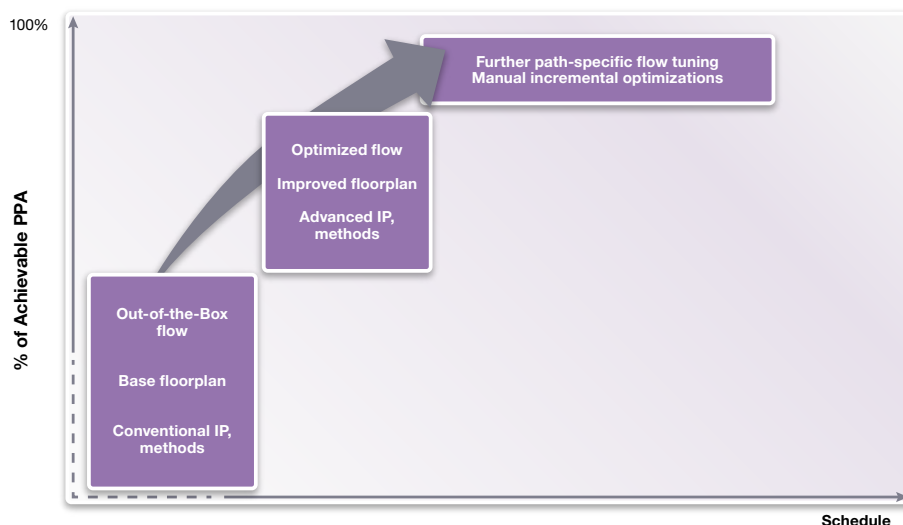 100%
Further path-specific flow tuning
Manual incremental optimizations
Optimized flow
Improved floorplan
Advanced IP,
methods
% of Achievable PPA
Out-of-the-Box
flow
Base floorplan
Conventional IP,
methods
Schedule